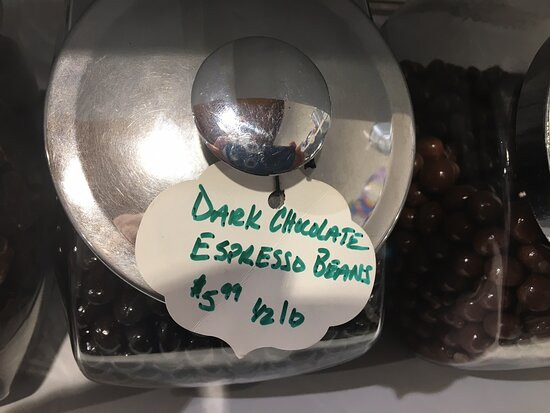 DARK CHOCOLATE
ESPRESSO BEANS
$5.99 1/2 lb